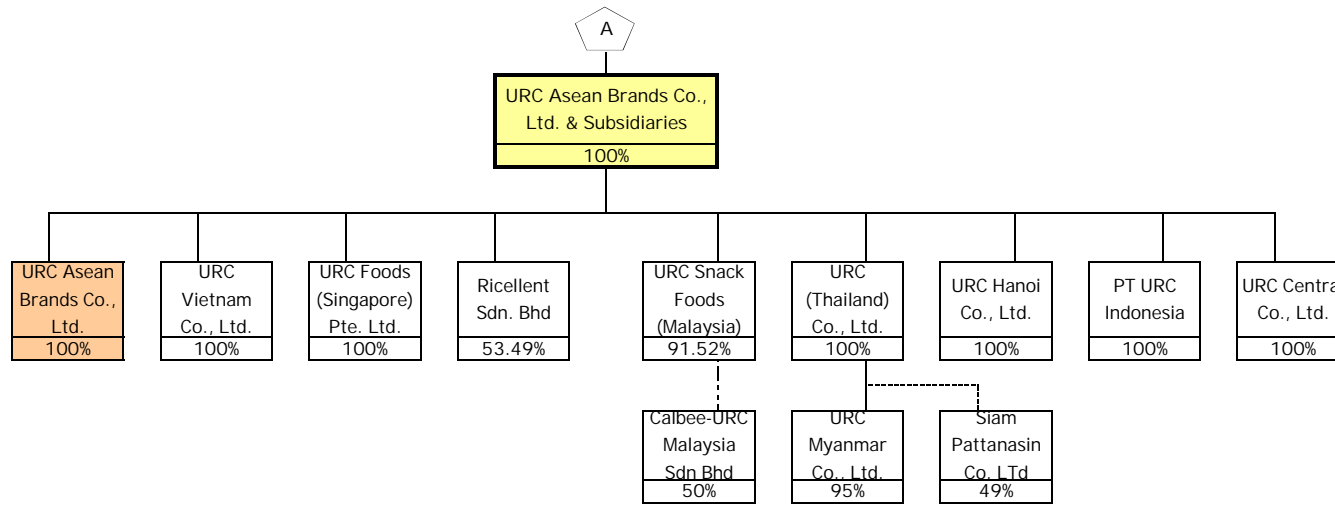 A
URC Asean Brands Co.,
Ltd. & Subsidiaries
100%
URC Asean
Brands Co.,
Ltd.
100%
URC
Vietnam
Co., Ltd.
100%
URC Foods
(Singapore)
Pte. Ltd.
100%
Ricellent
Sdn. Bhd
53.49%
URC Snack
Foods
(Malaysia)
91.52%
URC
(Thailand)
Co., Ltd.
100%
URC Hanoi
Co., Ltd.
100%
PT URC
Indonesia
100%
URC Centra
Co., Ltd.
100%
Calbee-URC
Malaysia
Sdn Bhd
50%
URC
Myanmar
Co., Ltd.
95%
Siam
Pattanasin
Co. LTd
49%